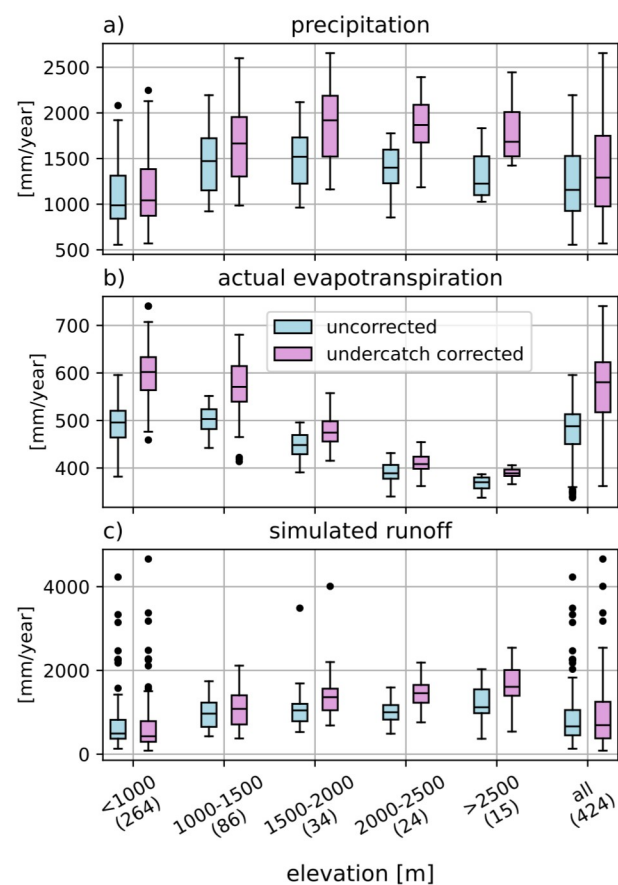 a) precipitation
[mm/year]
2500
2000
1500
1000
500
b) actual evapotranspiration
[mm/year]
700
600
500
400
uncorrected
undercatch corrected
c) simulated runoff
[mm/year]
4000
2000
0
<1000
(264)
1000-1500
(86)
1500-2000
(34)
2000-2500
(24)
>2500
(15)
all
(424)
elevation [m]